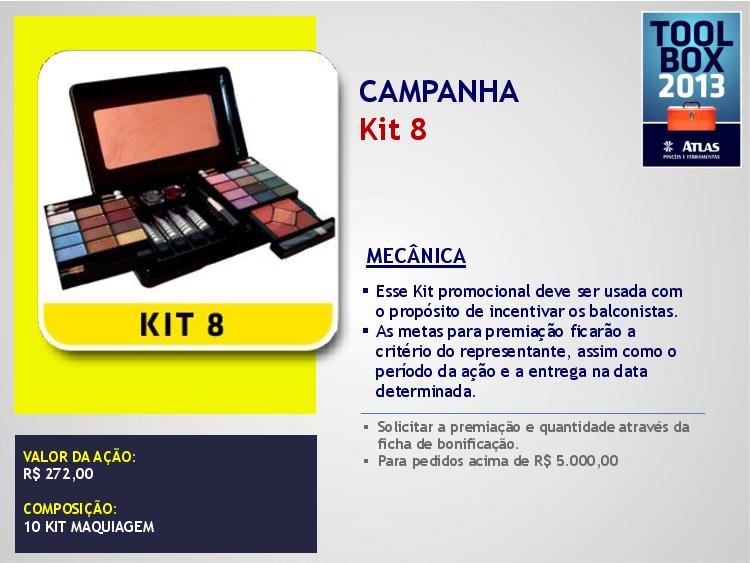 TOOL
BOX
2013
ATLAS
PINCÉIS E FERRAMENTAS
CAMPANHA
Kit 8
KIT 8
MECÂNICA
▪ Esse Kit promocional deve ser usada com
o propósito de incentivar os balconistas.
▪ As metas para premiação ficarão a
critério do representante, assim como o
período da ação e a entrega na data
determinada.
▪ Solicitar a premiação e quantidade através da
ficha de bonificação.
▪ Para pedidos acima de R$ 5.000,00
VALOR DA AÇÃO:
R$ 272,00
COMPOSIÇÃO:
10 KIT MAQUIAGEM